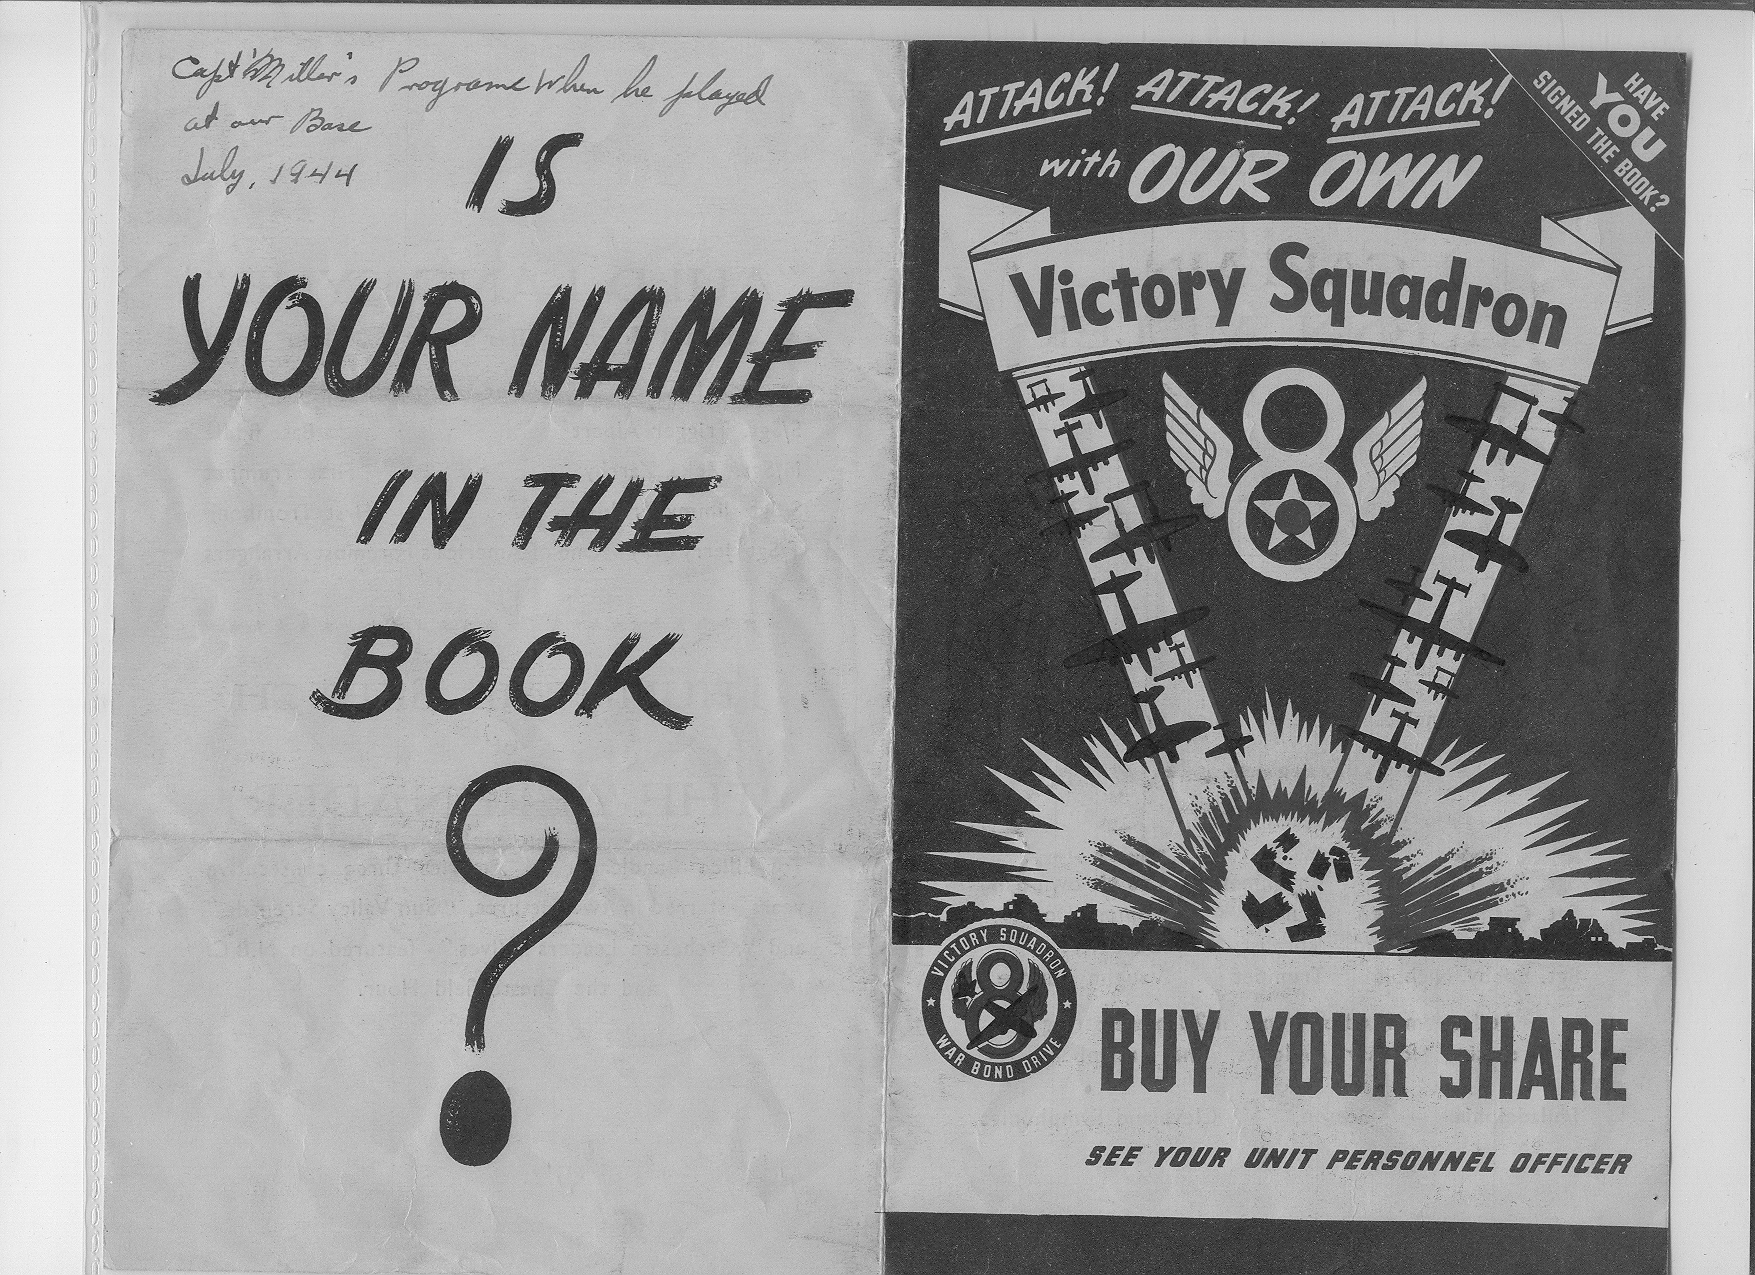 Capt Miller's Programe When he played
at our Base
July, 1944
IS
YOUR NAME
IN THE
BOOK
?
ATTACK! ATTACK! ATTACK!
with OUR OWN
HAVE
YOU
SIGNED THE BOOK?
Victory Squadron
8
VICTORY SQUADRON
8
WAR BOND DRIVE
BUY YOUR SHARE
SEE YOUR UNIT PERSONNEL OFFICER